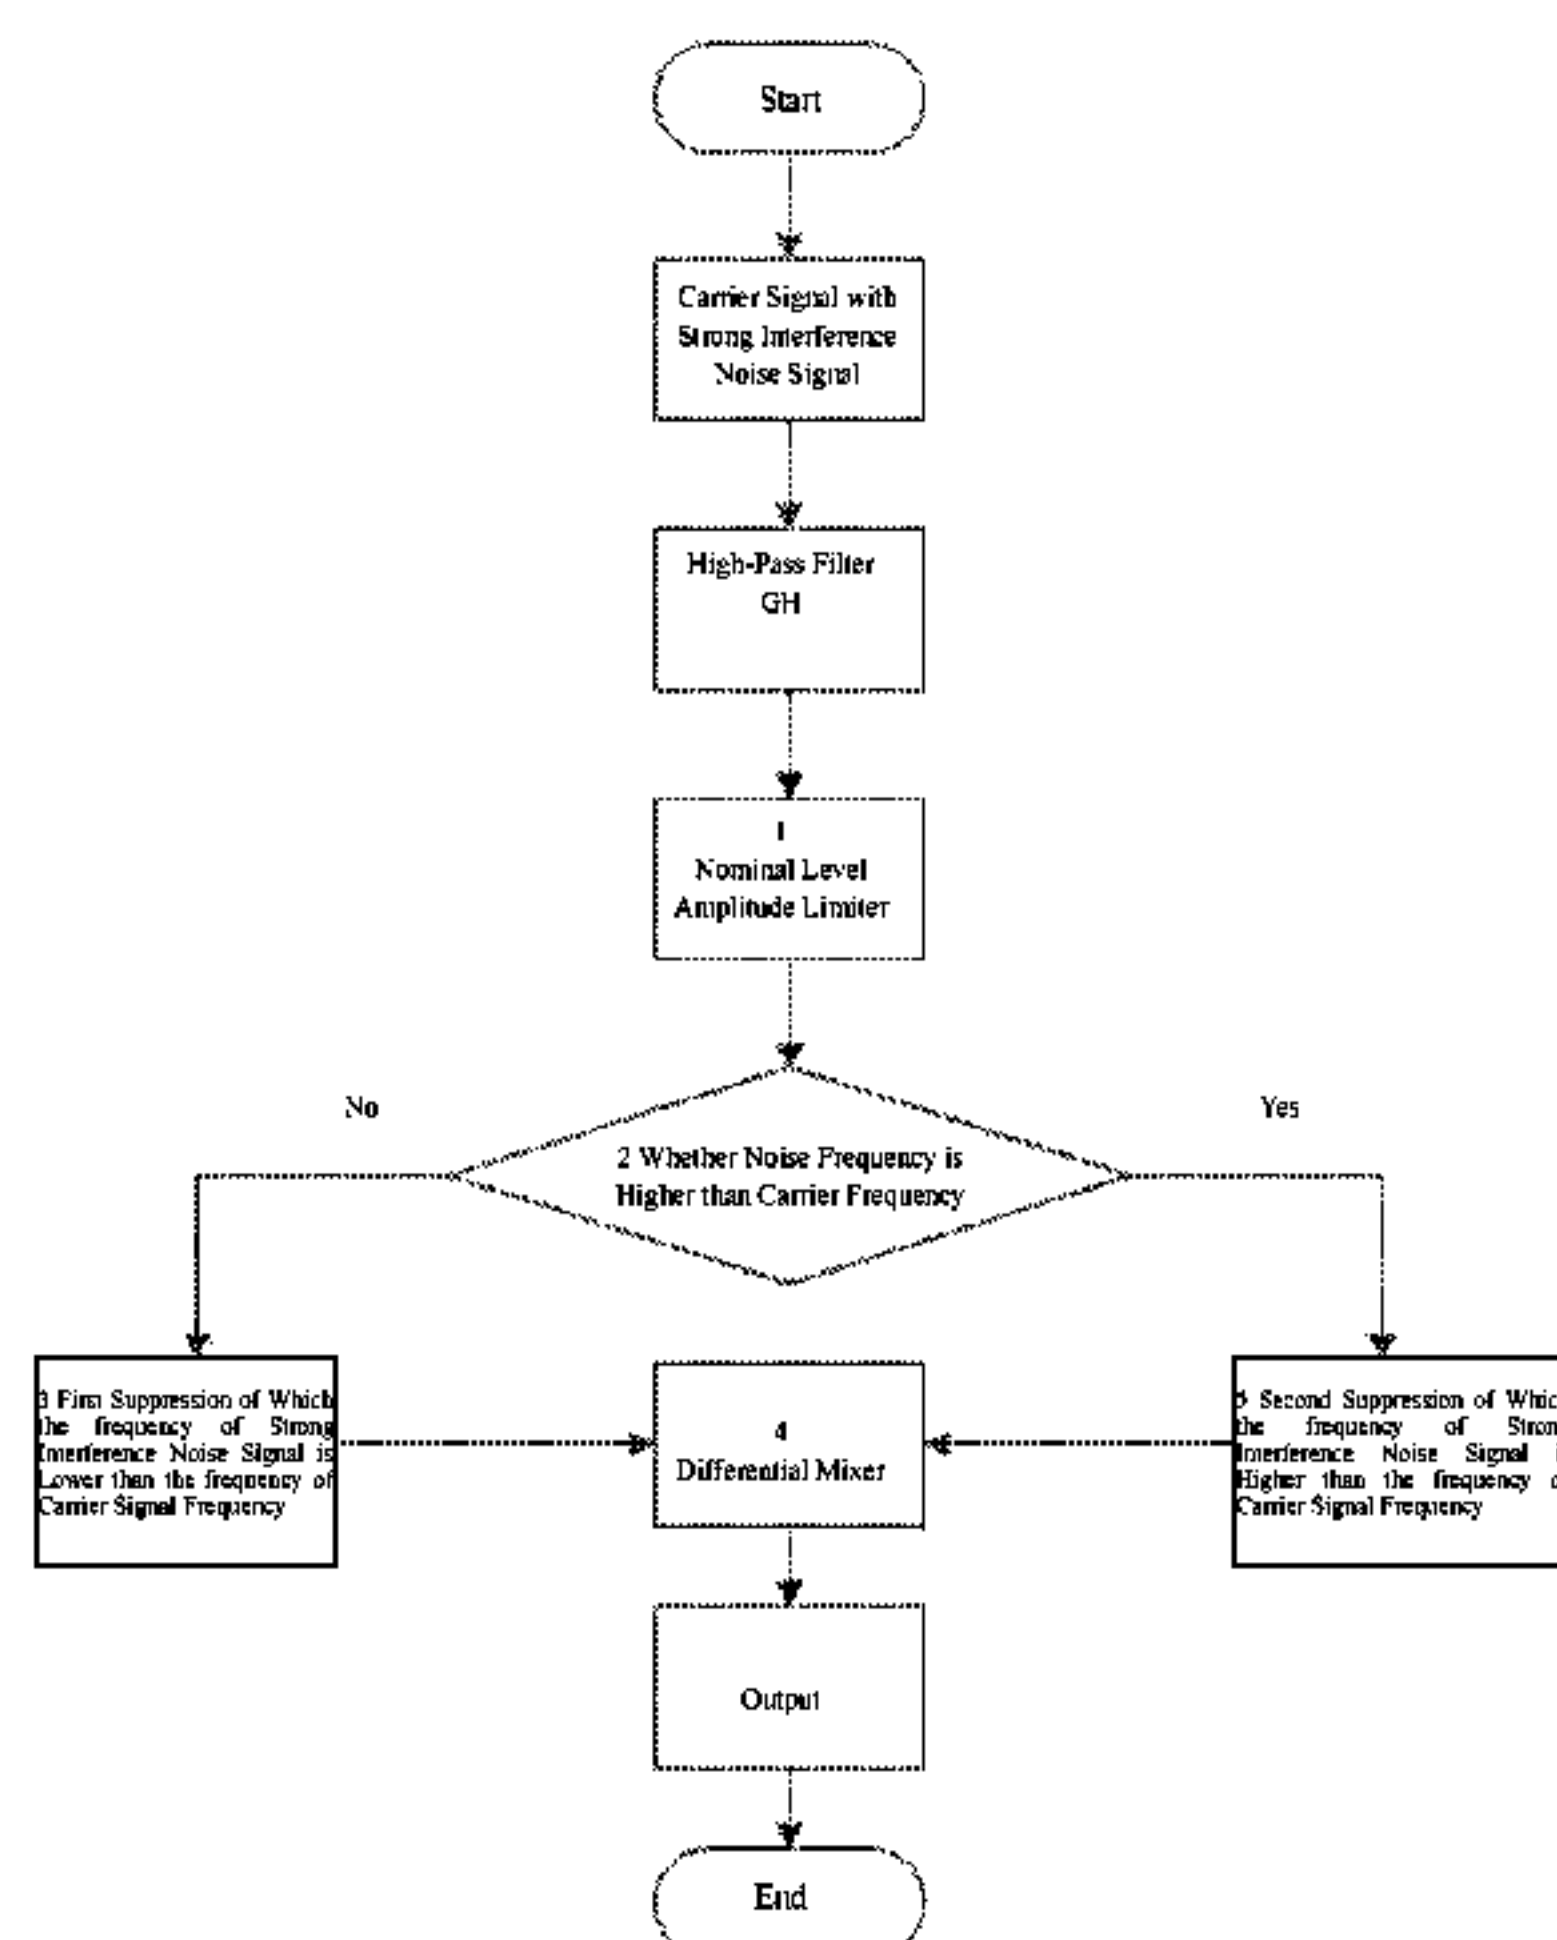 Start
Carrier Signal with
Strong Interference
Noise Signal
High-Pass Filter
GH
1
Nominal Level
Amplitude Limiter
No
Yes
2 Whether Noise Frequency is
Higher than Carrier Frequency
3 First Suppression of Which
the frequency of Strong
Interference Noise Signal is
Lower than the frequency of
Carrier Signal Frequency
4
Differential Mixer
5 Second Suppression of
the frequency of
Interference Noise Signal
Higher than the frequency
Carrier Signal Frequency
Output
End